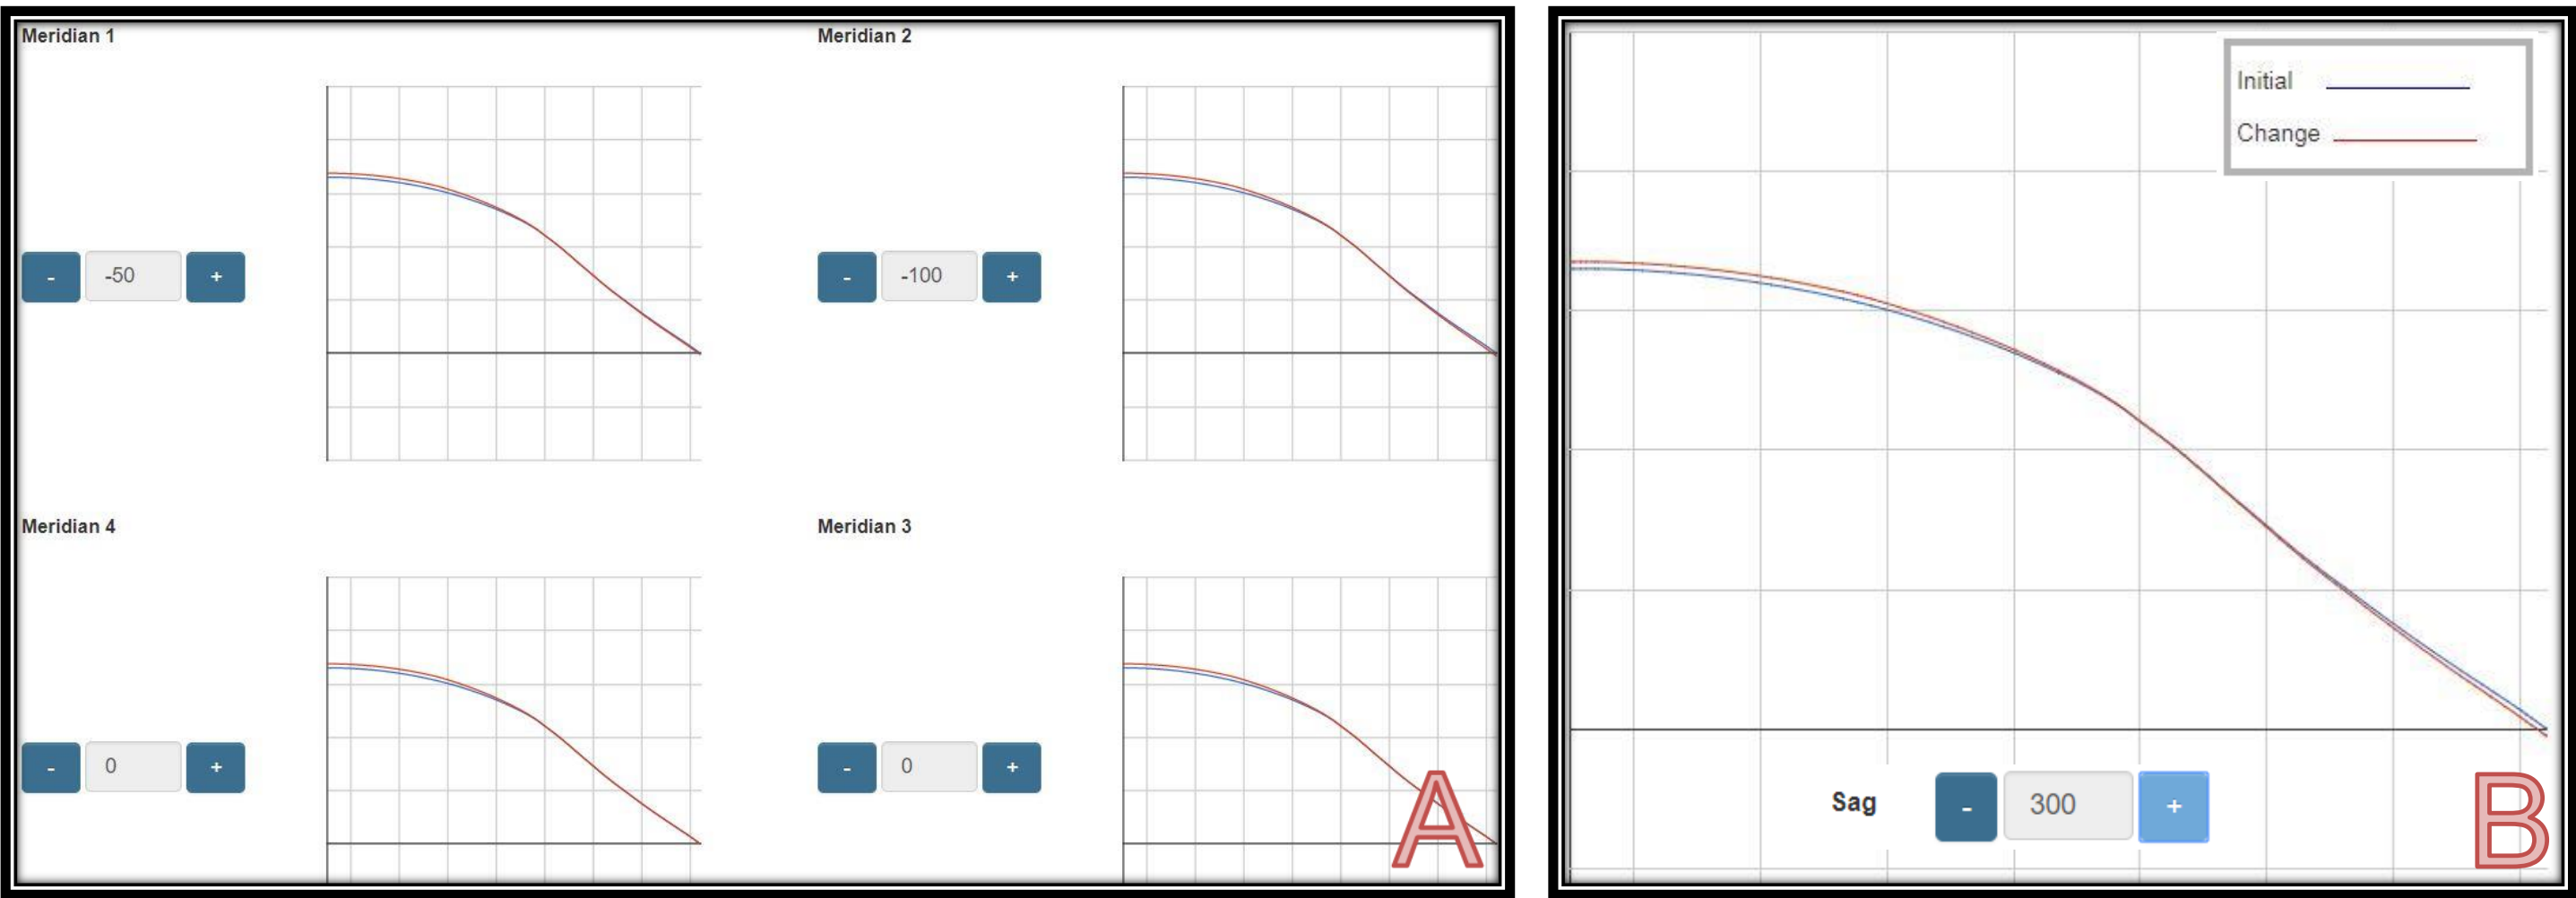 Meridian 1
- -50 +
Meridian 2
- -100 +
Meridian 4
- 0 +
Meridian 3
- 0 +
A
Initial
Change
Sag - 300 +
B